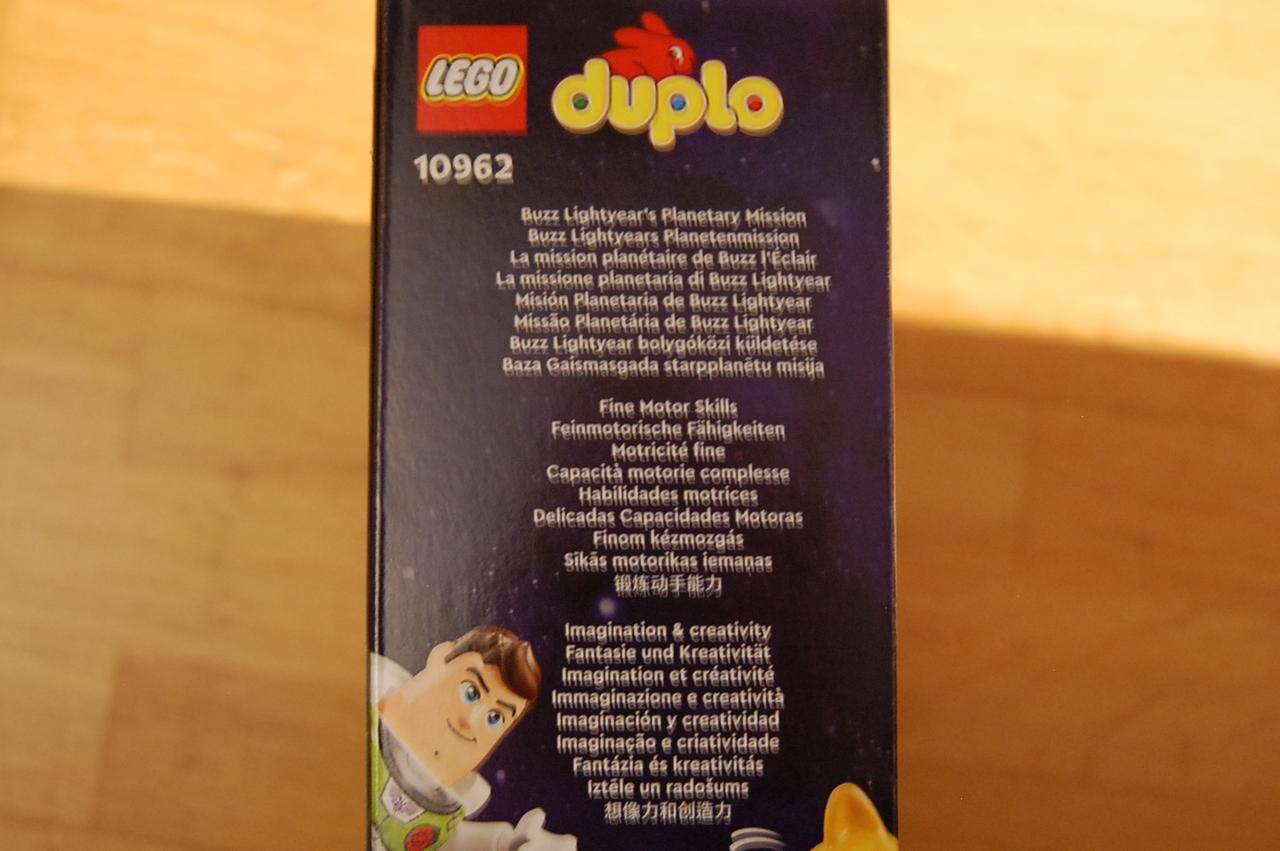 LEGO duplo
10962
Buzz Lightyear's Planetary Mission
Buzz Lightyears Planetenmission
La mission planétaire de Buzz l'Éclair
La missione planetaria di Buzz Lightyear
Misión Planetaria de Buzz Lightyear
Missão Planetária de Buzz Lightyear
Buzz Lightyear bolygóközi küldetése
Baza Gaismasgada starpplanētu misija
Fine Motor Skills
Feinmotorische Fähigkeiten
Motricité fine
Capacità motorie complesse
Habilidades motrices
Delicadas Capacidades Motoras
Finom kézmozgás
Sīkās motorikas iemaņas
锻炼动手能力
Imagination & creativity
Fantasie und Kreativität
Imagination et créativité
Immaginazione e creatività
Imaginación y creatividad
Imaginação e criatividade
Fantázia és kreativitás
Iztēle un radošums
想像力和创造力